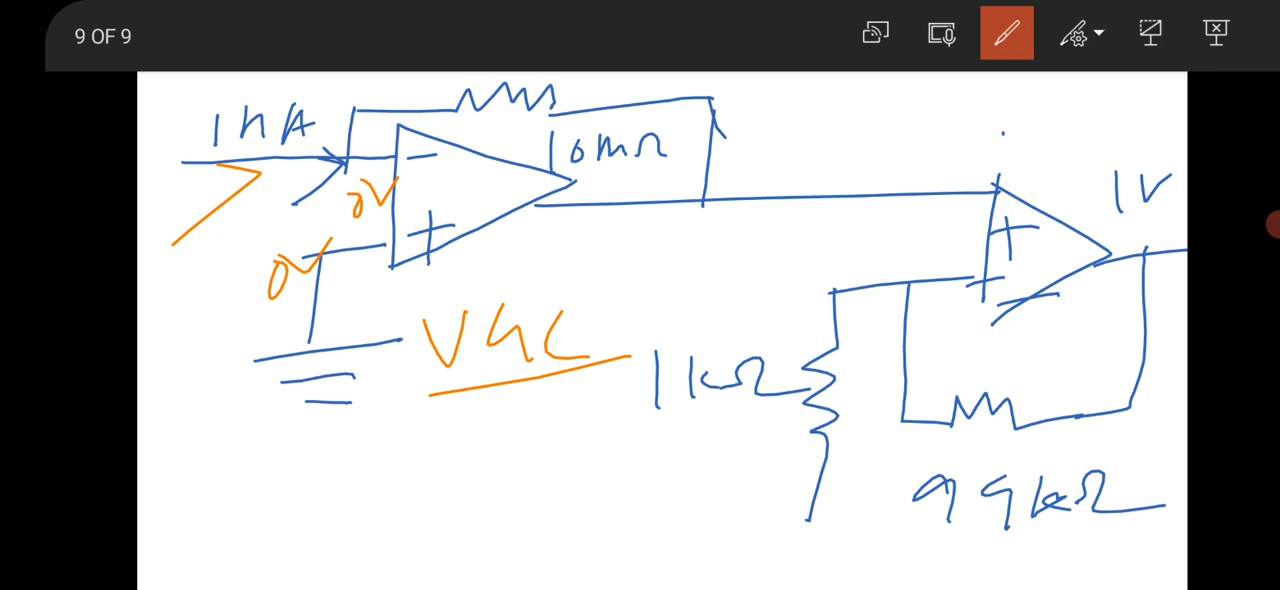 9 OF 9
1nA
10MΩ
0V
-
+
0V
VGC
+
-
1V
1kΩ
99kΩ